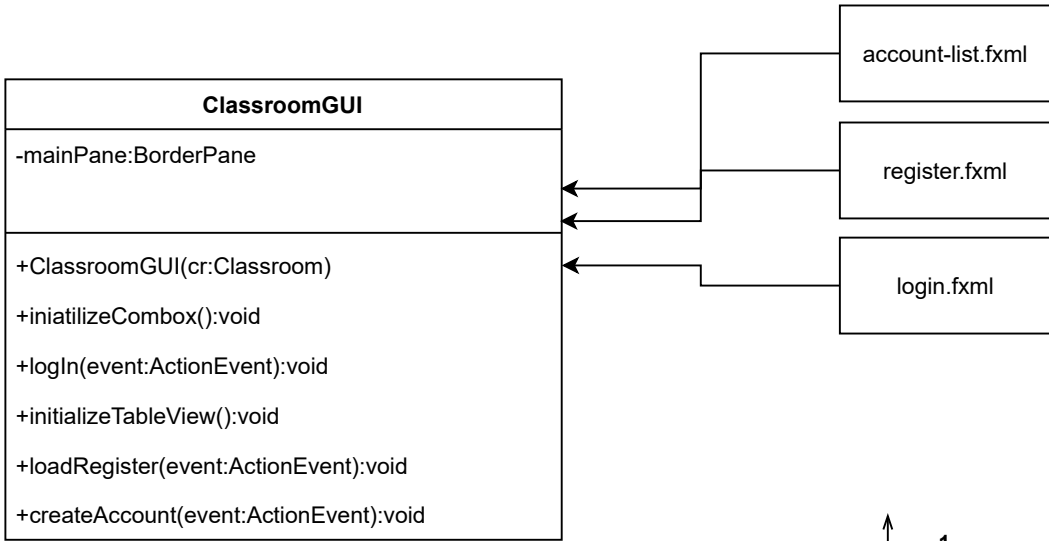 ClassroomGUI
-mainPane:BorderPane
+ClassroomGUI(cr:Classroom)
+iniatilizeCombox():void
+logIn(event:ActionEvent):void
+initializeTableView():void
+loadRegister(event:ActionEvent):void
+createAccount(event:ActionEvent):void
account-list.fxml
register.fxml
login.fxml
1